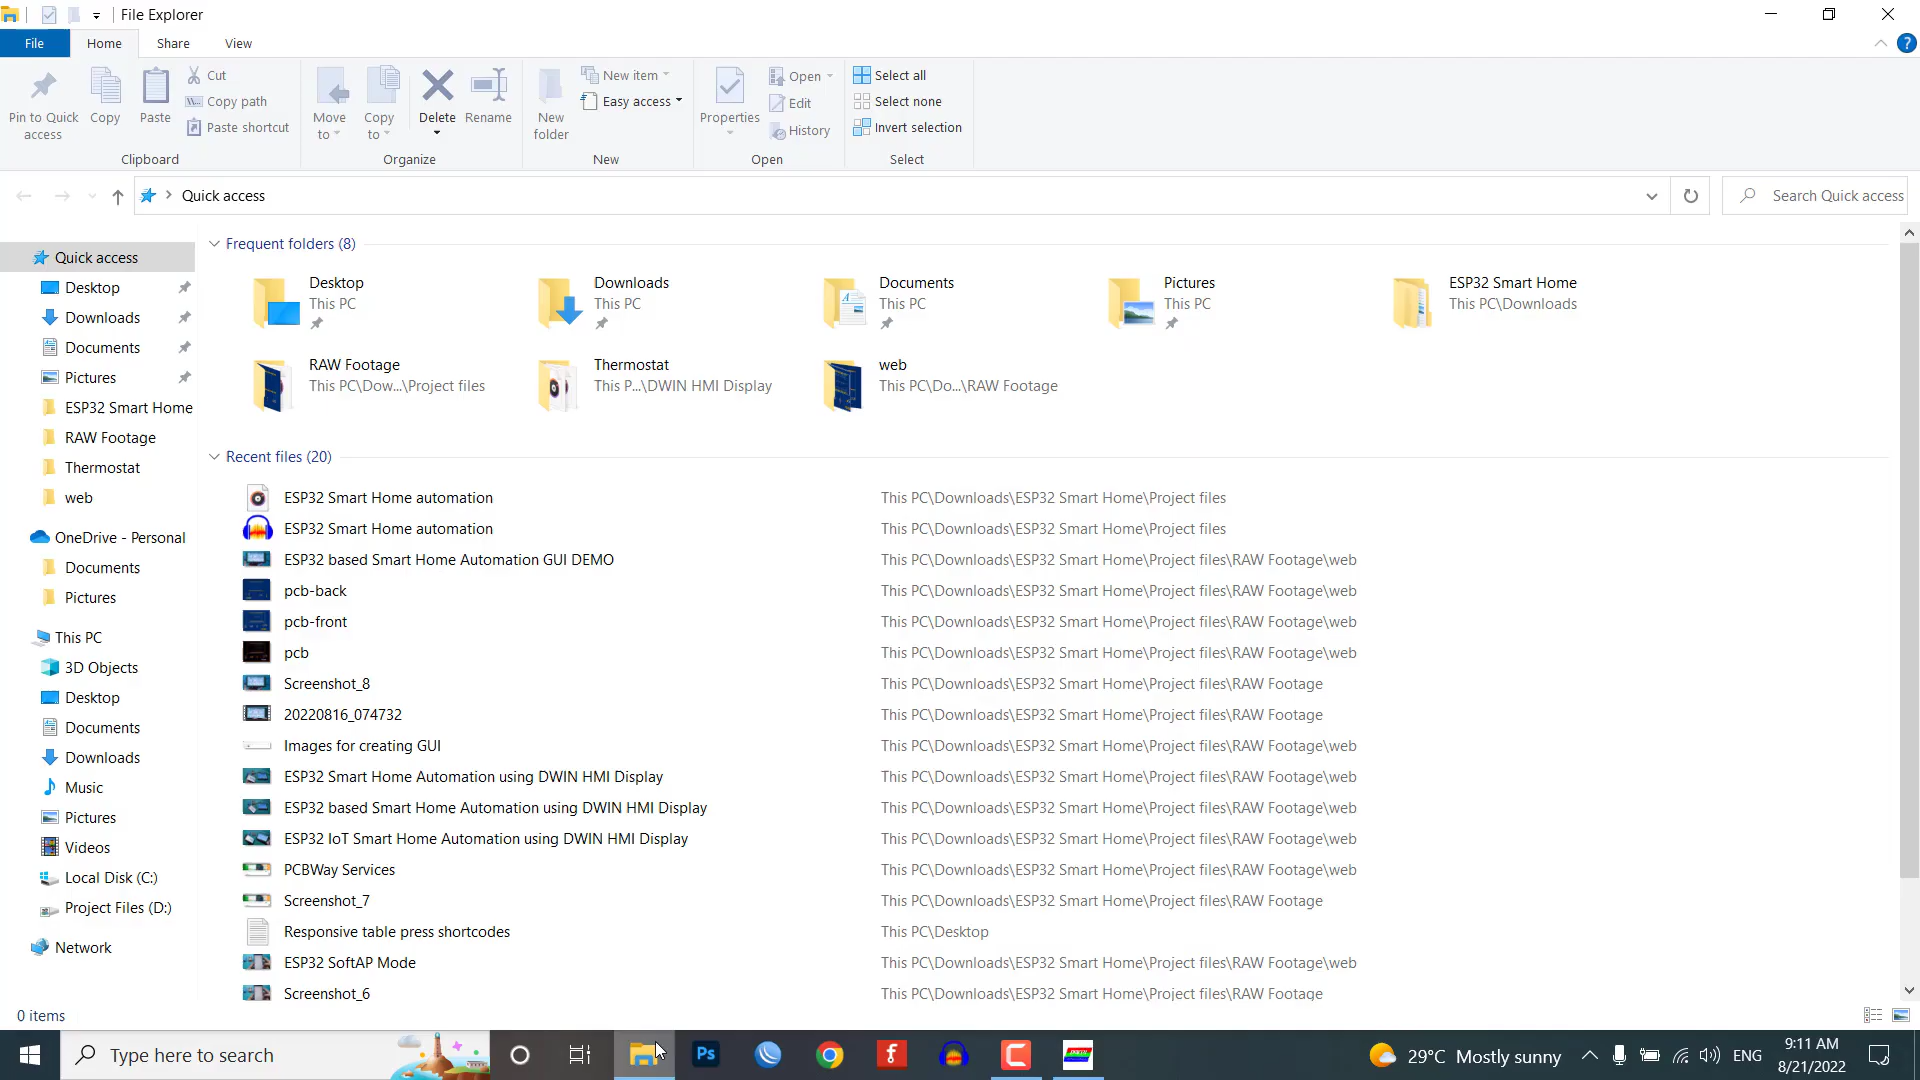 File Explorer
File
Home
Share
View
Pin to Quick access
Copy
Paste
Cut
Copy path
Paste shortcut
Clipboard
Move to
Copy to
Delete
Rename
Organize
New folder
New item
Easy access
New
Properties
Open
Edit
History
Open
Select all
Select none
Invert selection
Select
Quick access
Search Quick access
Quick access
Desktop
Downloads
Documents
Pictures
ESP32 Smart Home
RAW Footage
Thermostat
web
OneDrive - Personal
Documents
Pictures
This PC
3D Objects
Desktop
Documents
Downloads
Music
Pictures
Videos
Local Disk (C:)
Project Files (D:)
Network
Frequent folders (8)
Desktop
This PC
Downloads
This PC
Documents
This PC
Pictures
This PC
ESP32 Smart Home
This PC\Downloads
RAW Footage
This PC\Dow...\Project files
Thermostat
This P...\DWIN HMI Display
web
This PC\Do...\RAW Footage
Recent files (20)
ESP32 Smart Home automation This PC\Downloads\ESP32 Smart Home\Project files
ESP32 Smart Home automation This PC\Downloads\ESP32 Smart Home\Project files
ESP32 based Smart Home Automation GUI DEMO This PC\Downloads\ESP32 Smart Home\Project files\RAW Footage\web
pcb-back This PC\Downloads\ESP32 Smart Home\Project files\RAW Footage\web
pcb-front This PC\Downloads\ESP32 Smart Home\Project files\RAW Footage\web
pcb This PC\Downloads\ESP32 Smart Home\Project files\RAW Footage\web
Screenshot_8 This PC\Downloads\ESP32 Smart Home\Project files\RAW Footage
20220816_074732 This PC\Downloads\ESP32 Smart Home\Project files\RAW Footage
Images for creating GUI This PC\Downloads\ESP32 Smart Home\Project files\RAW Footage\web
ESP32 Smart Home Automation using DWIN HMI Display This PC\Downloads\ESP32 Smart Home\Project files\RAW Footage\web
ESP32 based Smart Home Automation using DWIN HMI Display This PC\Downloads\ESP32 Smart Home\Project files\RAW Footage\web
ESP32 IoT Smart Home Automation using DWIN HMI Display This PC\Downloads\ESP32 Smart Home\Project files\RAW Footage\web
PCBWay Services This PC\Downloads\ESP32 Smart Home\Project files\RAW Footage\web
Screenshot_7 This PC\Downloads\ESP32 Smart Home\Project files\RAW Footage
Responsive table press shortcodes This PC\Desktop
ESP32 SoftAP Mode This PC\Downloads\ESP32 Smart Home\Project files\RAW Footage\web
Screenshot_6 This PC\Downloads\ESP32 Smart Home\Project files\RAW Footage
0 items
Type here to search
Ps
29°C Mostly sunny
ENG
9:11 AM
8/21/2022